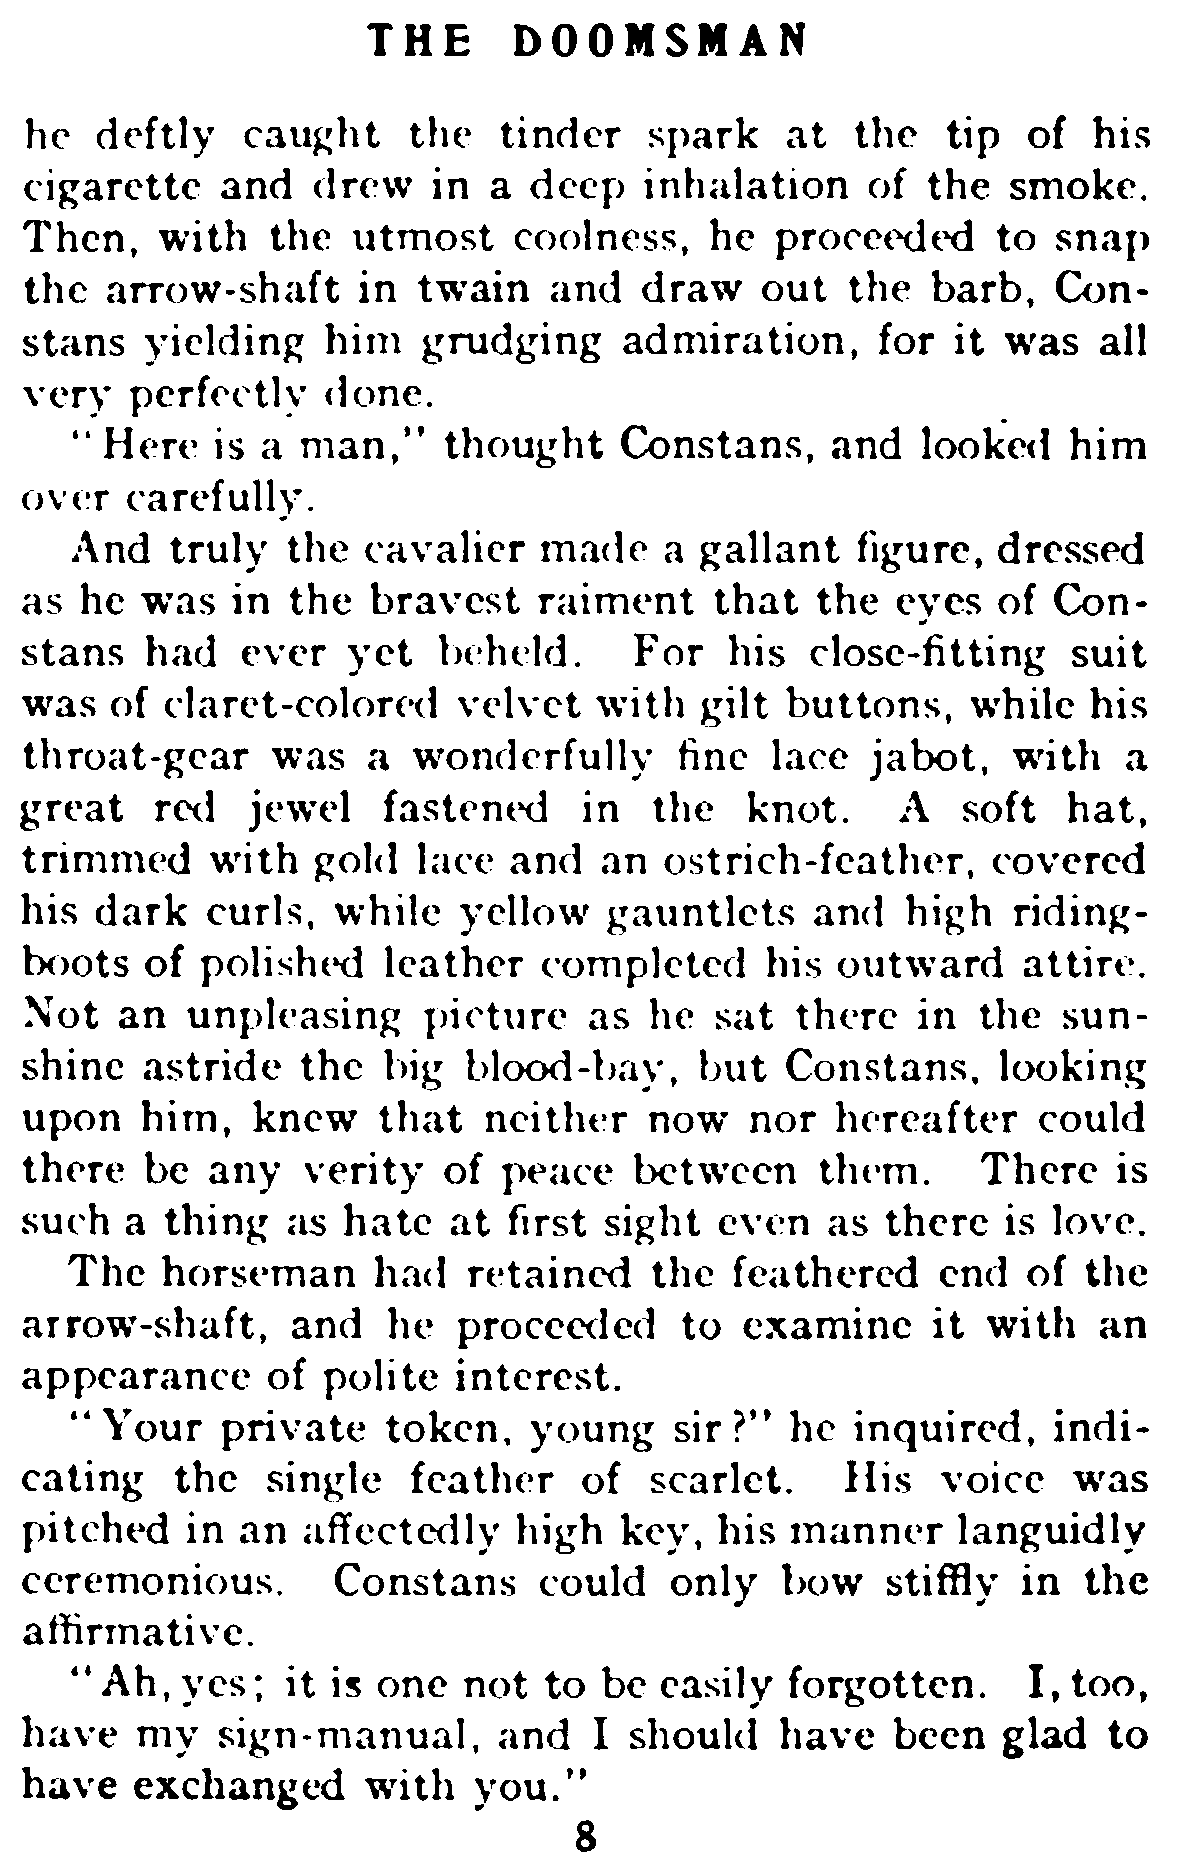 THE DOOMSMAN
he deftly caught the tinder spark at the tip of his
cigarette and drew in a deep inhalation of the smoke.
Then, with the utmost coolness, he proceeded to snap
the arrow-shaft in twain and draw out the barb, Con-
stans yielding him grudging admiration, for it was all
very perfectly done.
"Here is a man," thought Constans, and looked him
over carefully.
And truly the cavalier made a gallant figure, dressed
as he was in the bravest raiment that the eyes of Con-
stans had ever yet beheld. For his close-fitting suit
was of claret-colored velvet with gilt buttons, while his
throat-gear was a wonderfully fine lace jabot, with a
great red jewel fastened in the knot. A soft hat,
trimmed with gold lace and an ostrich-feather, covered
his dark curls, while yellow gauntlets and high riding-
boots of polished leather completed his outward attire.
Not an unpleasing picture as he sat there in the sun-
shine astride the big blood-bay, but Constans, looking
upon him, knew that neither now nor hereafter could
there be any verity of peace between them. There is
such a thing as hate at first sight even as there is love.
The horseman had retained the feathered end of the
arrow-shaft, and he proceeded to examine it with an
appearance of polite interest.
"Your private token, young sir?" he inquired, indi-
cating the single feather of scarlet. His voice was
pitched in an affectedly high key, his manner languidly
ceremonious. Constans could only bow stiffly in the
affirmative.
"Ah, yes; it is one not to be easily forgotten. I, too,
have my sign-manual, and I should have been glad to
have exchanged with you."
8